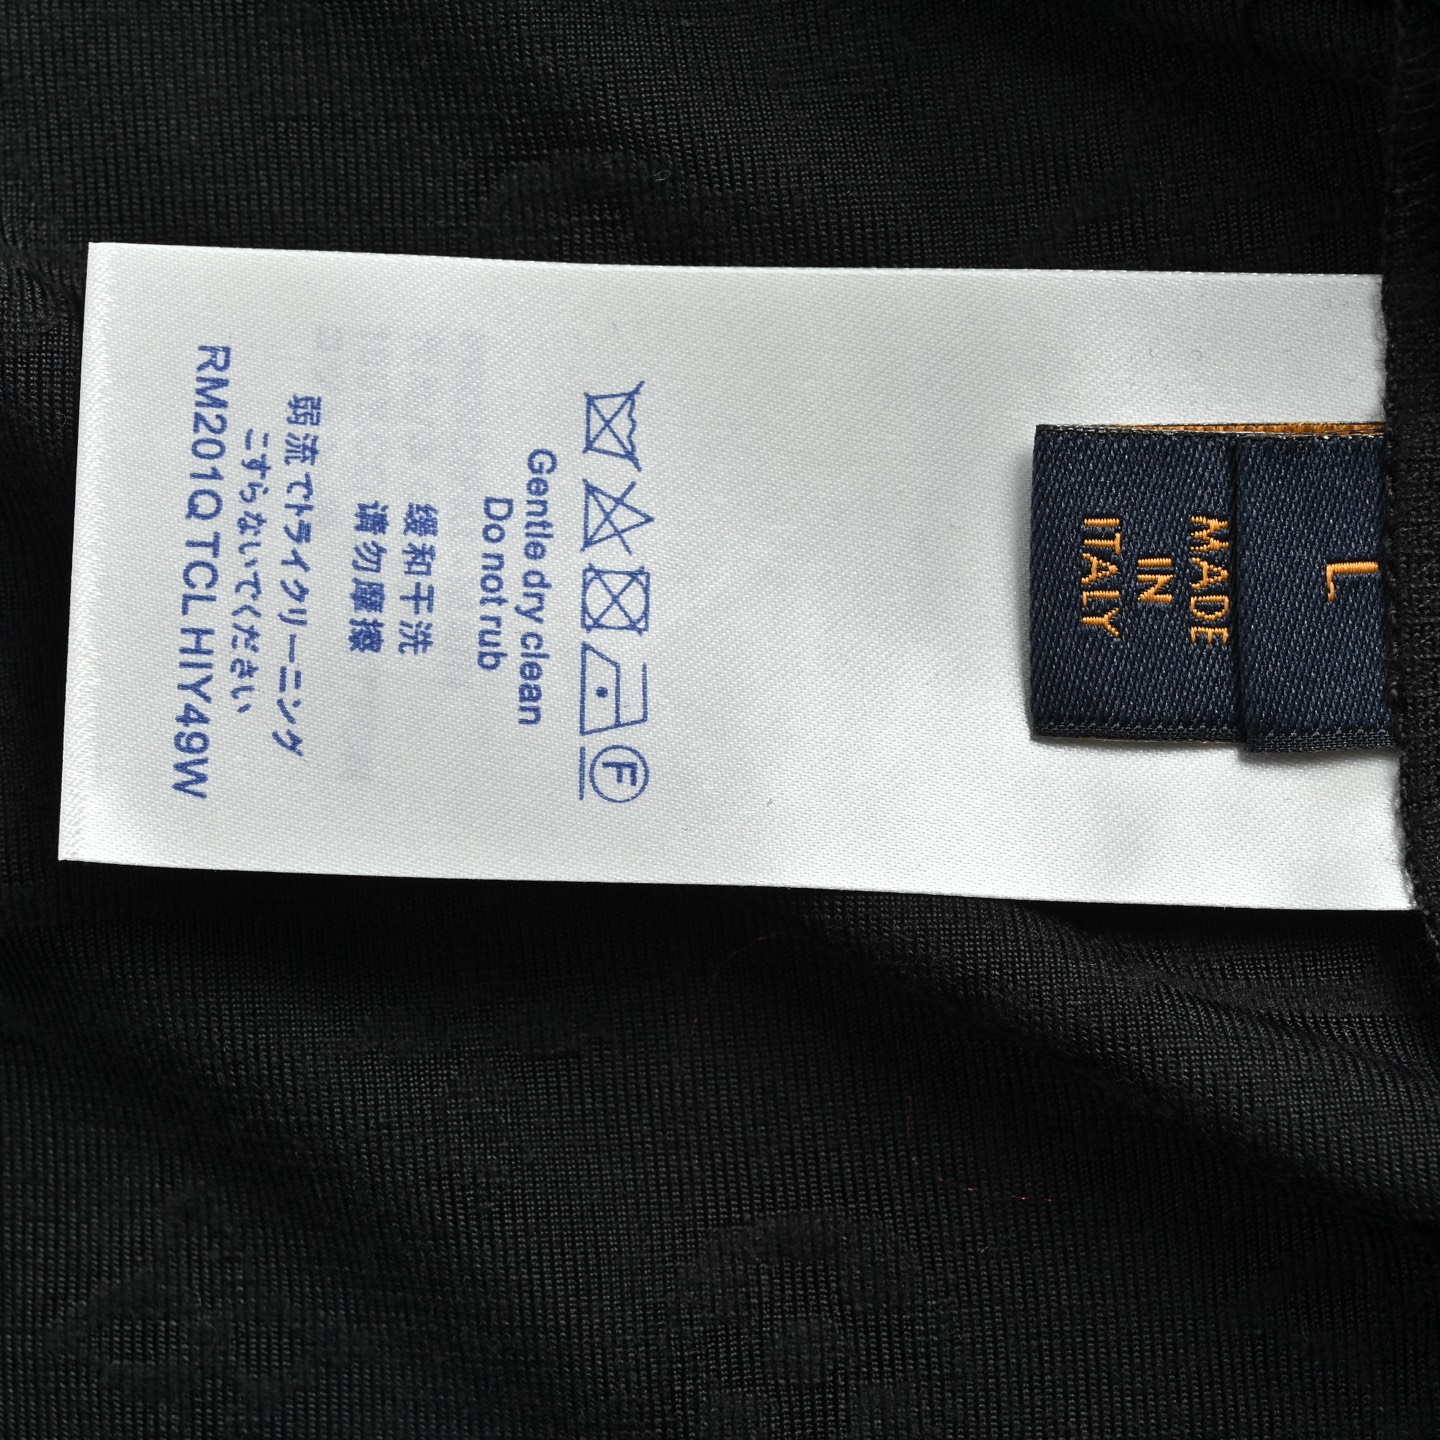 L
MADE
IN
ITALY
F
Gentle dry clean
Do not rub
缓和干洗
请勿摩擦
弱流でドライクリーニング
こすらないでください
RM201Q TCL HIY49W